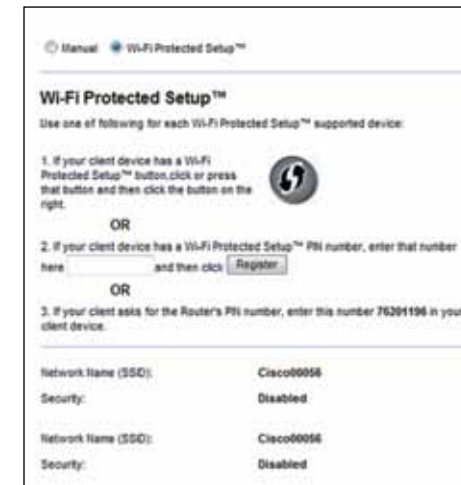 Manual Wi-Fi Protected Setup™
Wi-Fi Protected Setup™
Use one of following for each Wi-Fi Protected Setup™ supported device:
1. If your client device has a Wi-Fi
Protected Setup™ button,click or press
that button and then click the button on the
right.
OR
2. If your client device has a Wi-Fi Protected Setup™ PIN number, enter that number
here and then click Register
OR
3. If your client asks for the Router's PIN number, enter this number 76201196 in your
client device.
Network Name (SSID): Cisco00056
Security: Disabled
Network Name (SSID): Cisco00056
Security: Disabled